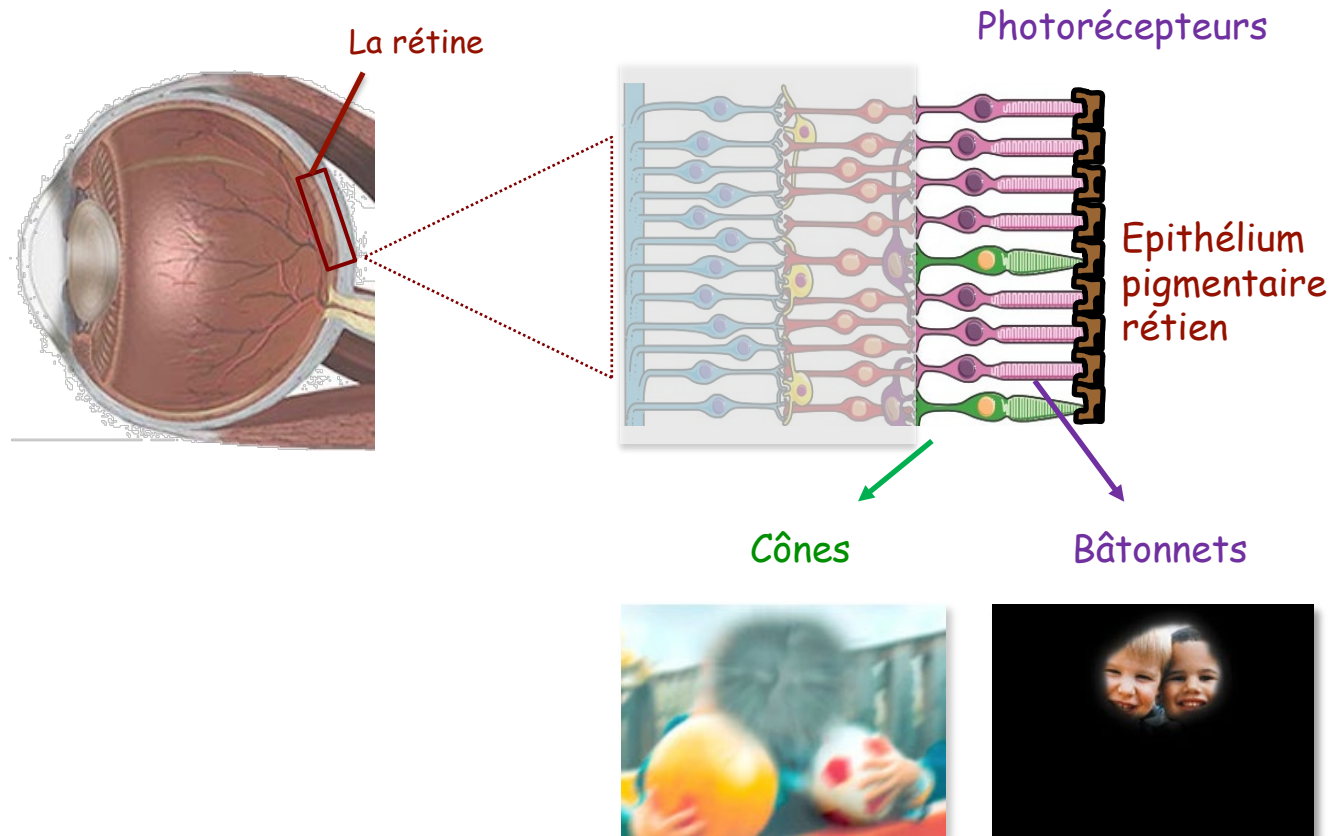 Photorécepteurs
La rétine
Epithélium
pigmentaire
rétien
Cônes
Bâtonnets